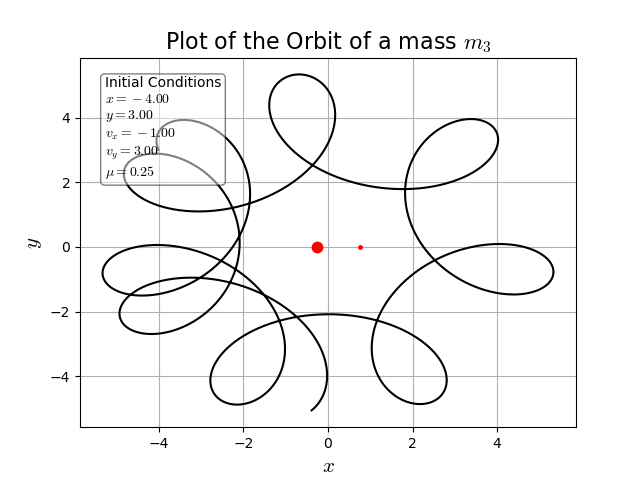 Plot of the Orbit of a mass m₃
Initial Conditions
x = −4.00
y = 3.00
vₓ = −1.00
v_y = 3.00
μ = 0.25
4
2
0
−2
−4
y
−4
−2
0
2
4
x